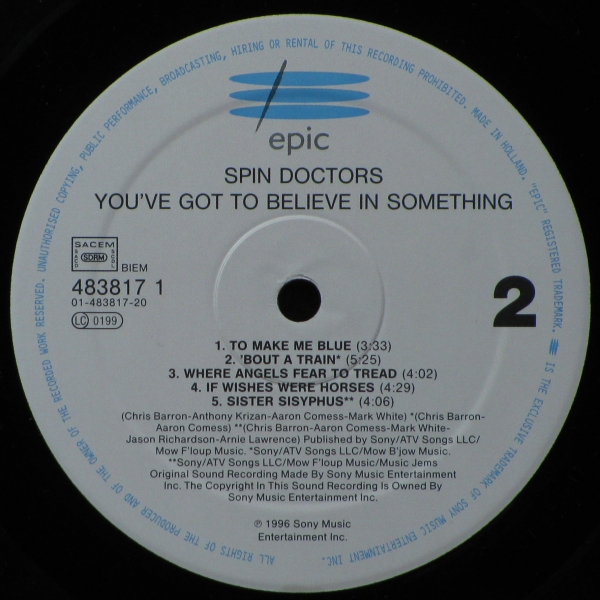 UNAUTHORISED COPYING, PUBLIC PERFORMANCE, BROADCASTING, HIRING OR RENTAL OF THIS RECORDING PROHIBITED. MADE IN HOLLAND. "EPIC" REGISTERED TRADEMARK.
IS THE EXCLUSIVE TRADEMARK OF SONY MUSIC ENTERTAINMENT INC.
ALL RIGHTS OF THE PRODUCER AND OF THE OWNER OF THE RECORDED WORK RESERVED.
epic
SPIN DOCTORS
YOU'VE GOT TO BELIEVE IN SOMETHING
SACEM
SDRM
BIEM
483817 1
01-483817-20
LC 0199
2
1. TO MAKE ME BLUE (3:33)
2. 'BOUT A TRAIN* (5:25)
3. WHERE ANGELS FEAR TO TREAD (4:02)
4. IF WISHES WERE HORSES (4:29)
5. SISTER SISYPHUS** (4:06)
(Chris Barron-Anthony Krizan-Aaron Comess-Mark White) *(Chris Barron-
Aaron Comess) **(Chris Barron-Aaron Comess-Mark White-
Jason Richardson-Arnie Lawrence) Published by Sony/ATV Songs LLC/
Mow F'loup Music. *Sony/ATV Songs LLC/Mow B'jow Music.
**Sony/ATV Songs LLC/Mow F'loup Music/Music Jems
Original Sound Recording Made By Sony Music Entertainment
Inc. The Copyright In This Sound Recording Is Owned By
Sony Music Entertainment Inc.
℗ 1996 Sony Music
Entertainment Inc.